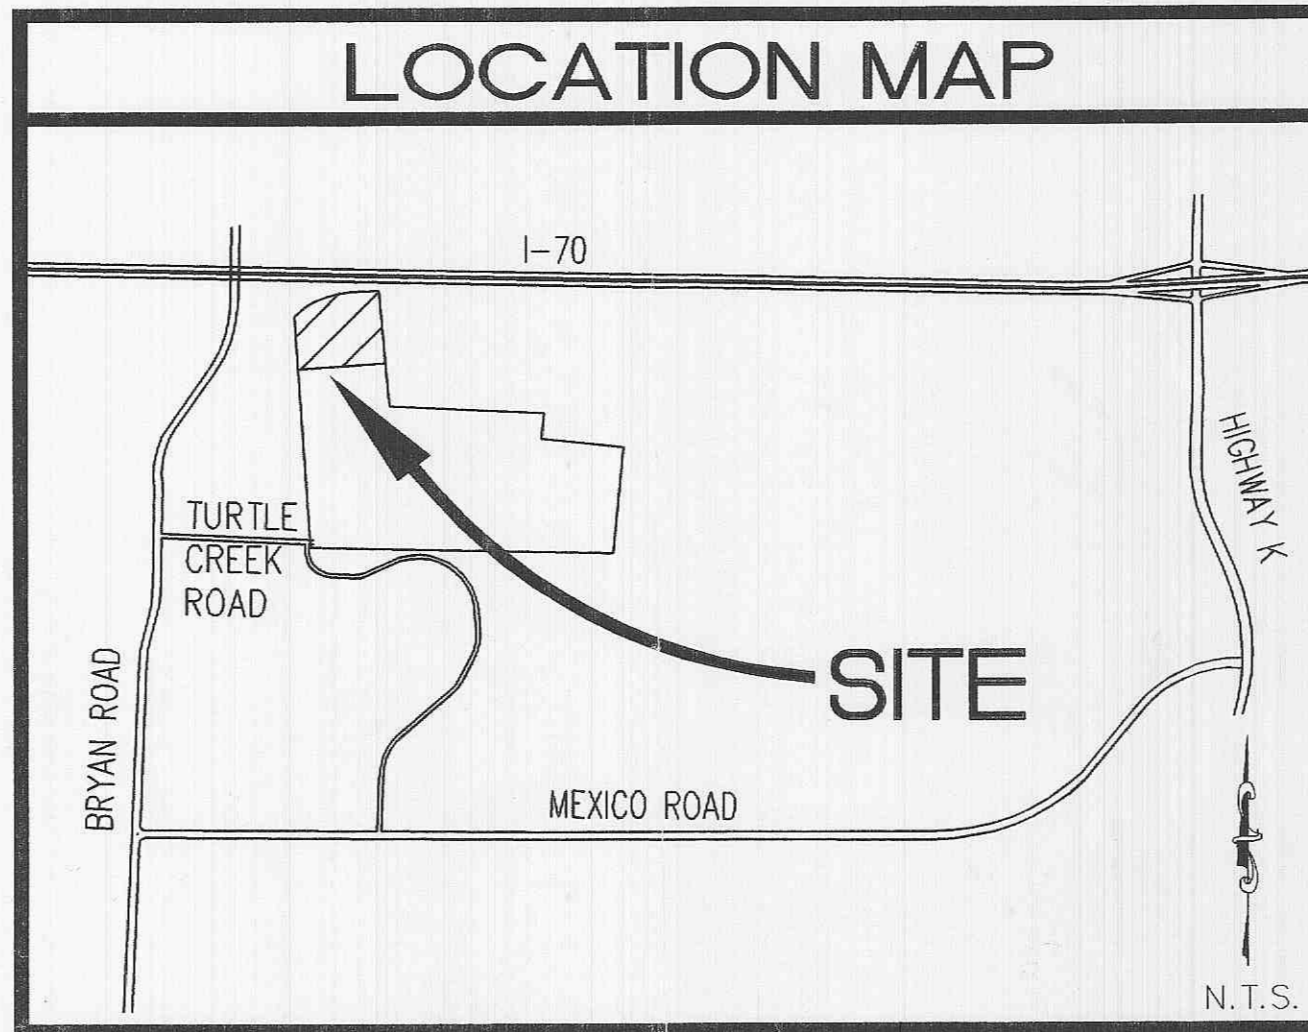 LOCATION MAP
I-70
HIGHWAY K
TURTLE
CREEK
ROAD
BRYAN ROAD
SITE
MEXICO ROAD
N.T.S.